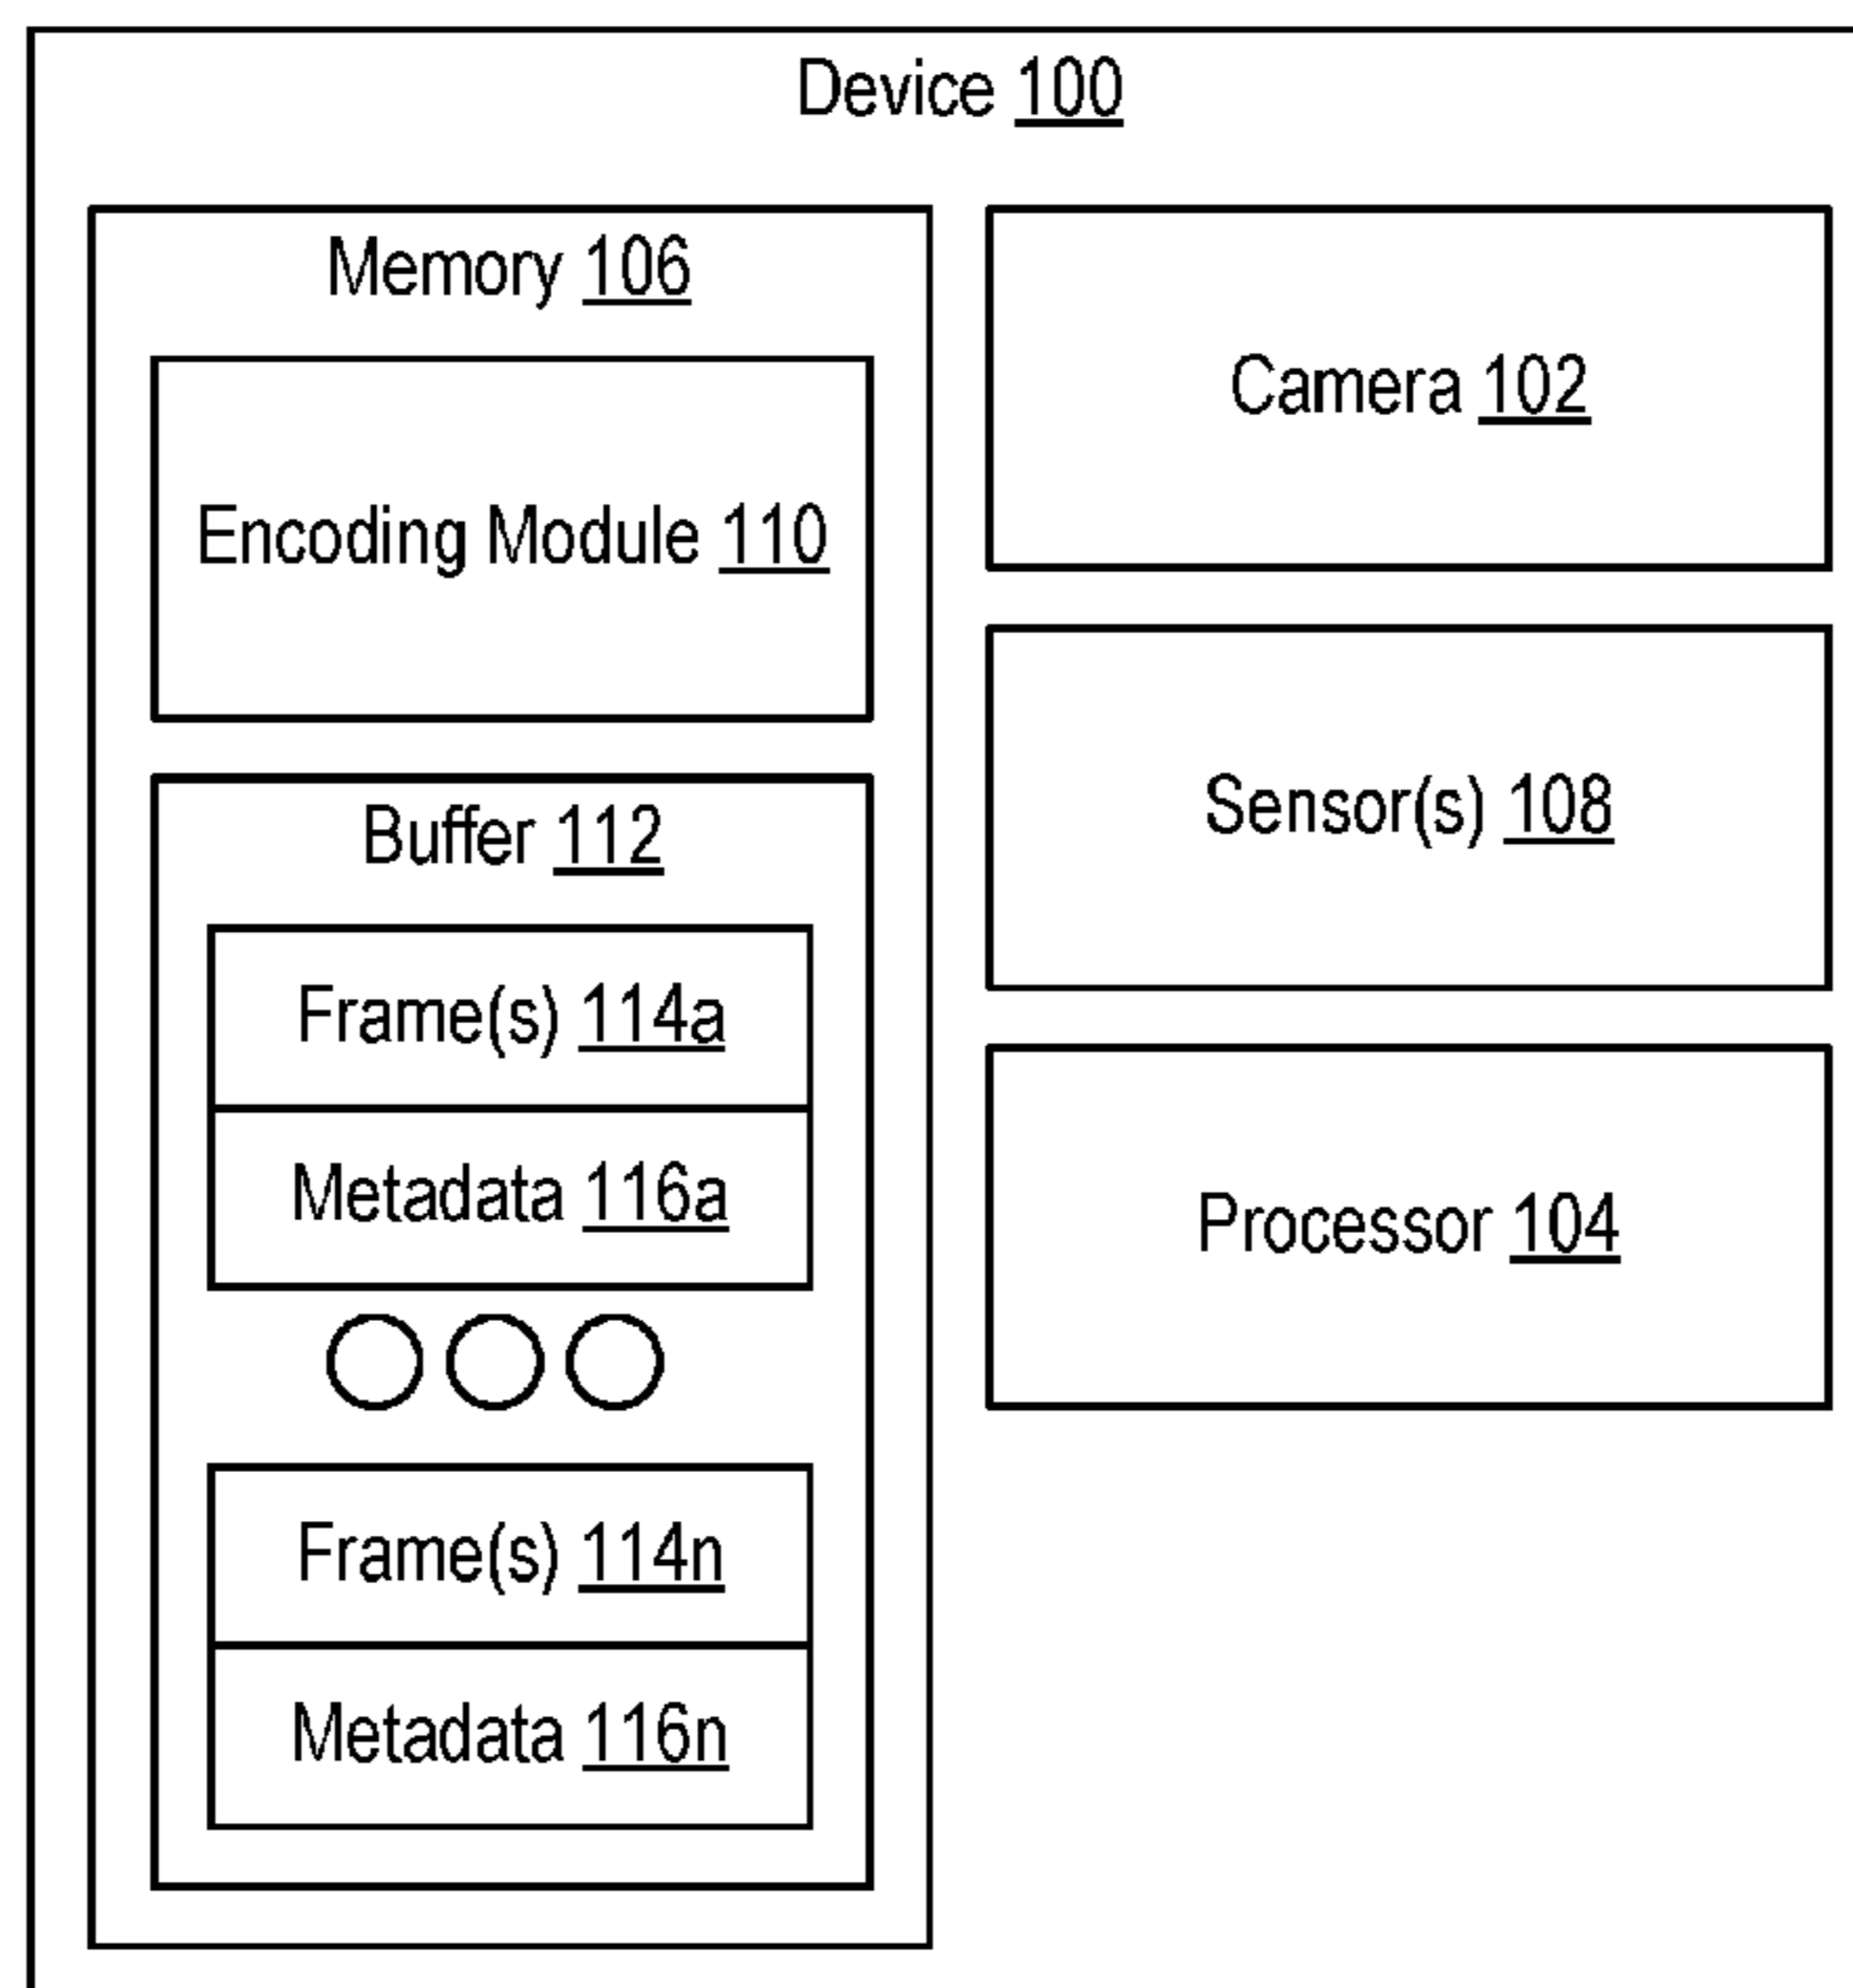 Device 100
Memory 106
Encoding Module 110
Buffer 112
Frame(s) 114a
Metadata 116a
Frame(s) 114n
Metadata 116n
Camera 102
Sensor(s) 108
Processor 104